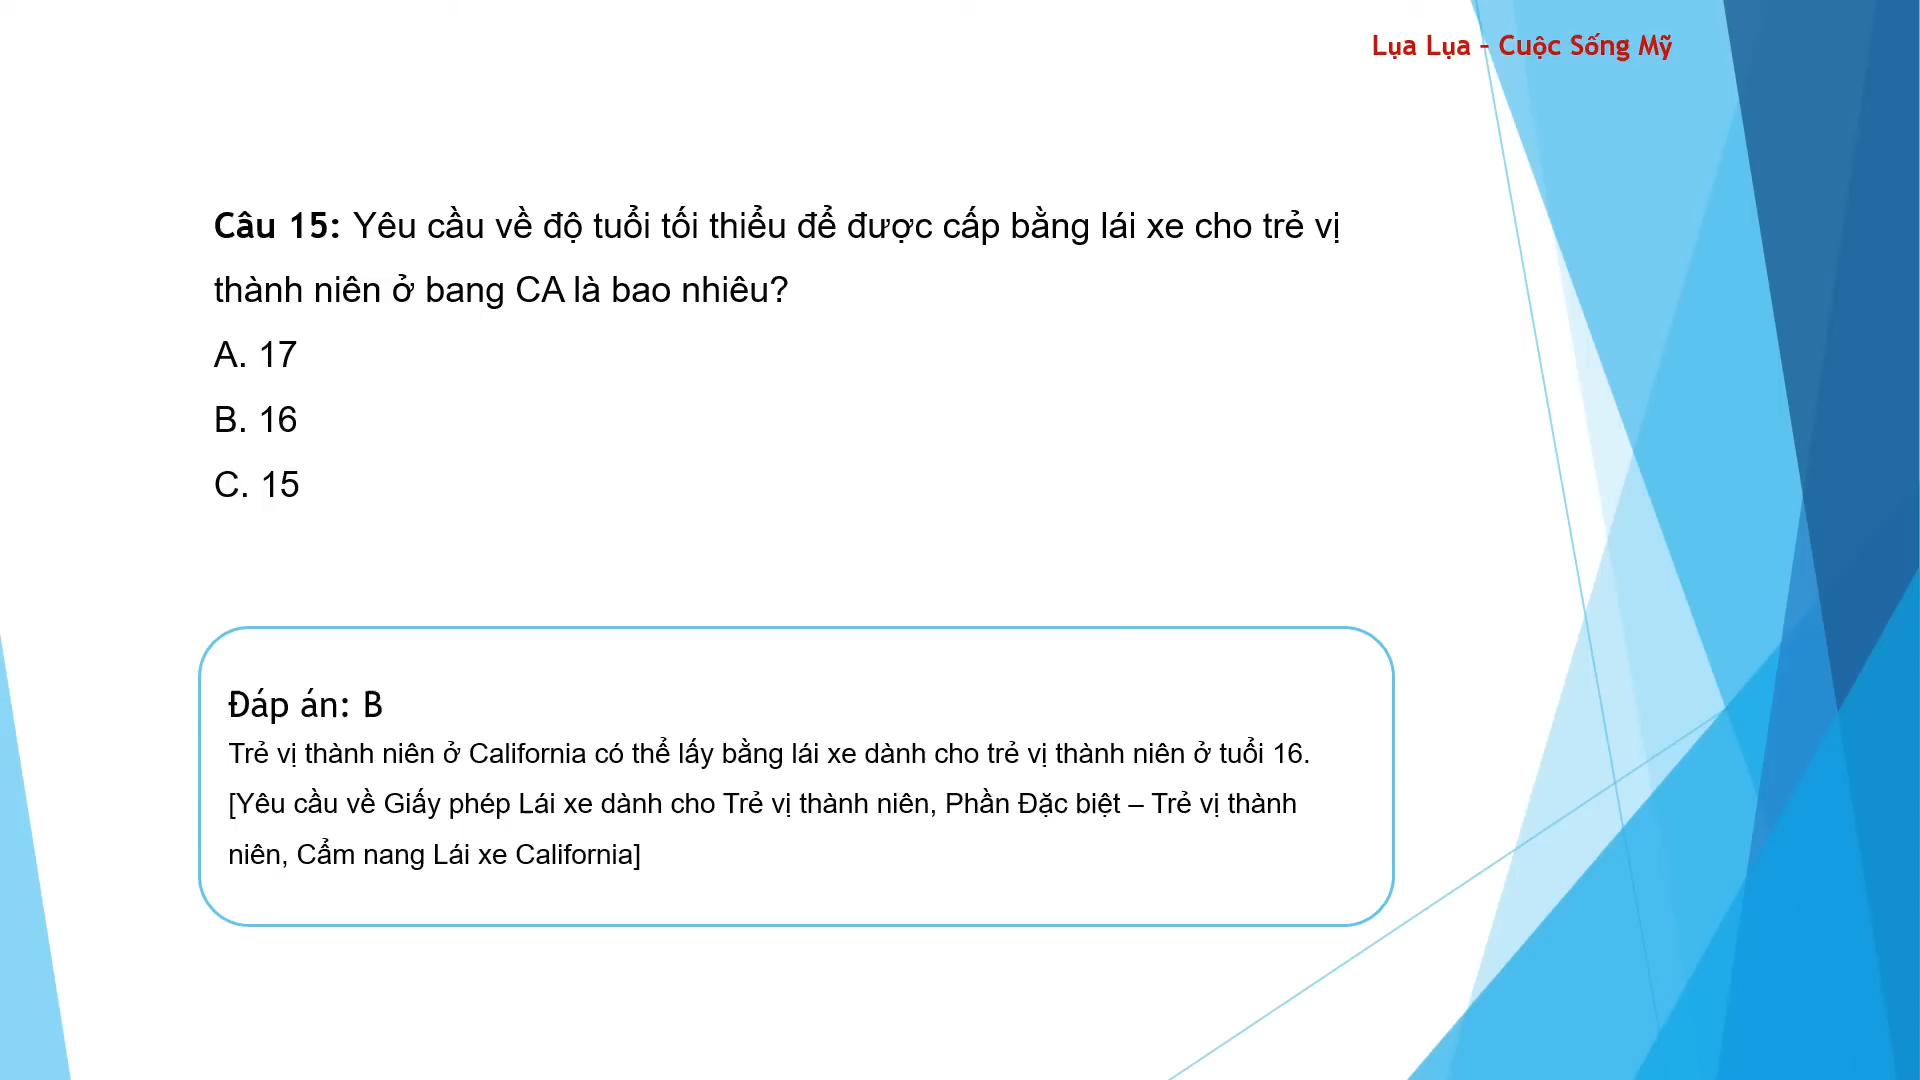 Lụa Lụa – Cuộc Sống Mỹ
Câu 15: Yêu cầu về độ tuổi tối thiểu để được cấp bằng lái xe cho trẻ vị
thành niên ở bang CA là bao nhiêu?
A. 17
B. 16
C. 15
Đáp án: B
Trẻ vị thành niên ở California có thể lấy bằng lái xe dành cho trẻ vị thành niên ở tuổi 16.
[Yêu cầu về Giấy phép Lái xe dành cho Trẻ vị thành niên, Phần Đặc biệt – Trẻ vị thành
niên, Cẩm nang Lái xe California]